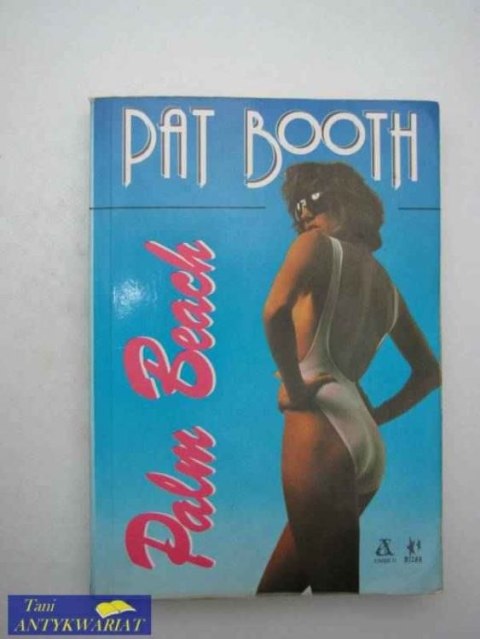 PAT BOOTH
Palm Beach
Tani
ANTYKWARIAT